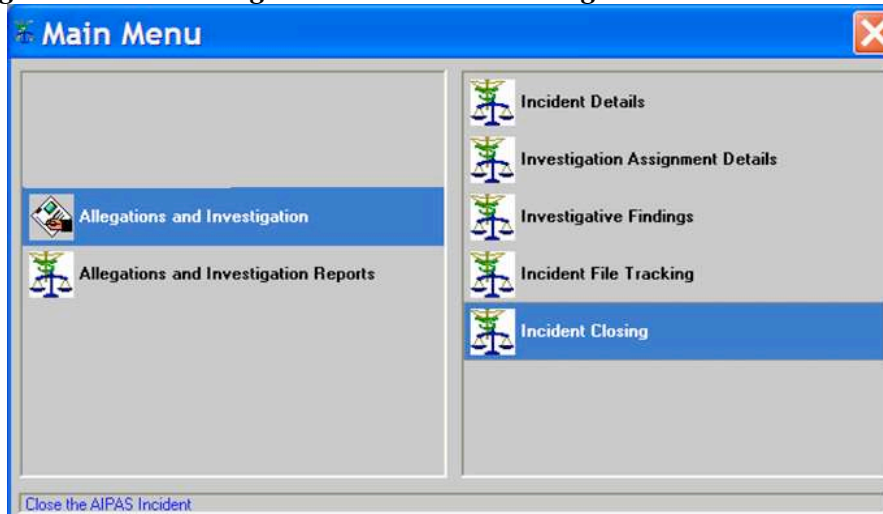 Main Menu
Allegations and Investigation
Allegations and Investigation Reports
Incident Details
Investigation Assignment Details
Investigative Findings
Incident File Tracking
Incident Closing
Close the AIPAS Incident